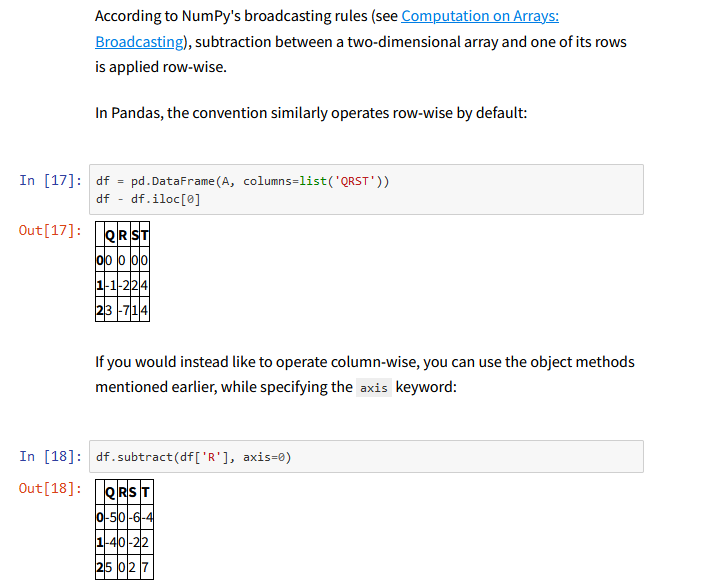 According to NumPy's broadcasting rules (see Computation on Arrays:
Broadcasting), subtraction between a two-dimensional array and one of its rows
is applied row-wise.
In Pandas, the convention similarly operates row-wise by default:
In [17]: df = pd.DataFrame(A, columns=list('QRST'))
df - df.iloc[0]
Out[17]:
Q R S T
0 0 0 0 0
1 -1 -2 2 4
2 3 -7 1 4
If you would instead like to operate column-wise, you can use the object methods
mentioned earlier, while specifying the axis keyword:
In [18]: df.subtract(df['R'], axis=0)
Out[18]:
Q R S T
0 -5 0 -6 -4
1 -4 0 -2 2
2 5 0 2 7